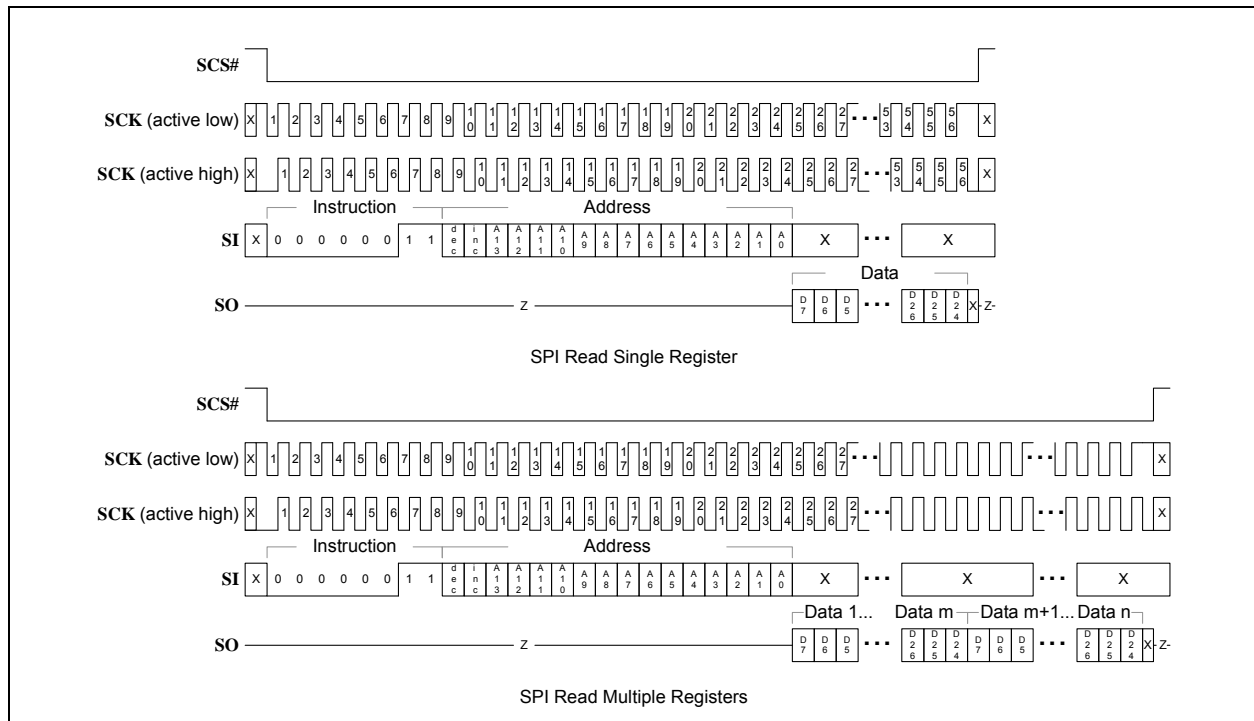 SCS#
SCK (active low) X 1 2 3 4 5 6 7 8 9 10 11 12 13 14 15 16 17 18 19 20 21 22 23 24 25 26 27 ... 53 54 55 56 X
SCK (active high) X 1 2 3 4 5 6 7 8 9 10 11 12 13 14 15 16 17 18 19 20 21 22 23 24 25 26 27 ... 53 54 55 56 X
Instruction Address
SI X 0 0 0 0 0 0 1 1 dec inc A13 A12 A11 A10 A9 A8 A7 A6 A5 A4 A3 A2 A1 A0 X ... X
Data
SO Z D7 D6 D5 ... D26 D25 D24 X Z
SPI Read Single Register
SCS#
SCK (active low) X 1 2 3 4 5 6 7 8 9 10 11 12 13 14 15 16 17 18 19 20 21 22 23 24 25 26 27 ... ... X
SCK (active high) X 1 2 3 4 5 6 7 8 9 10 11 12 13 14 15 16 17 18 19 20 21 22 23 24 25 26 27 ... ... X
Instruction Address
SI X 0 0 0 0 0 0 1 1 dec inc A13 A12 A11 A10 A9 A8 A7 A6 A5 A4 A3 A2 A1 A0 X ... X ... X
Data 1... Data m Data m+1... Data n
SO Z D7 D6 D5 ... D26 D25 D24 D7 D6 D5 ... D26 D25 D24 X Z
SPI Read Multiple Registers